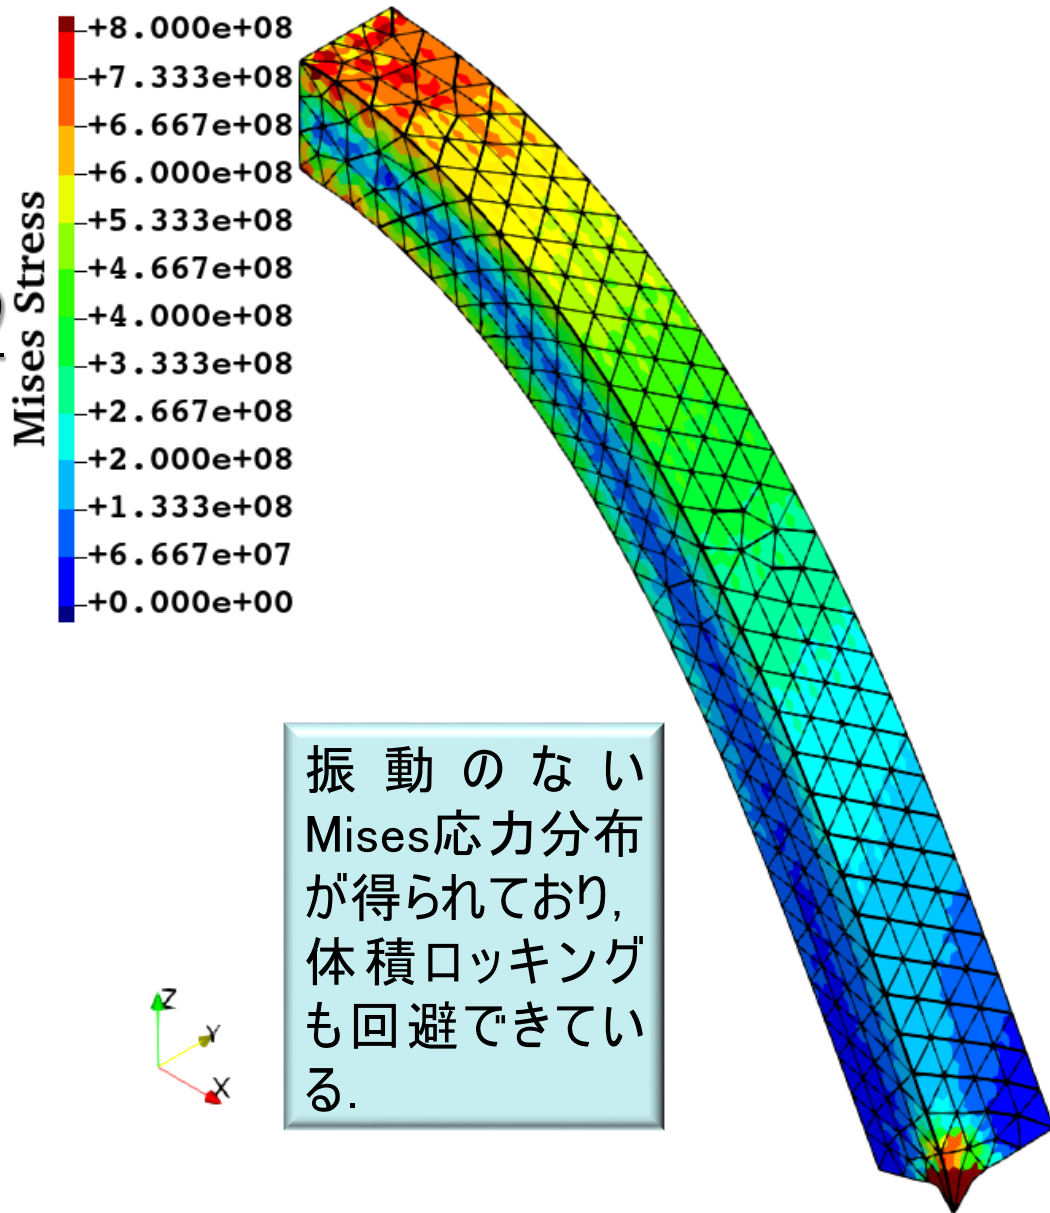 +8.000e+08
+7.333e+08
+6.667e+08
+6.000e+08
+5.333e+08
+4.667e+08
+4.000e+08
+3.333e+08
+2.667e+08
+2.000e+08
+1.333e+08
+6.667e+07
+0.000e+00
Mises Stress
振動のない
Mises応力分布
が得られており,
体積ロッキング
も回避できてい
る.
Z
Y
X